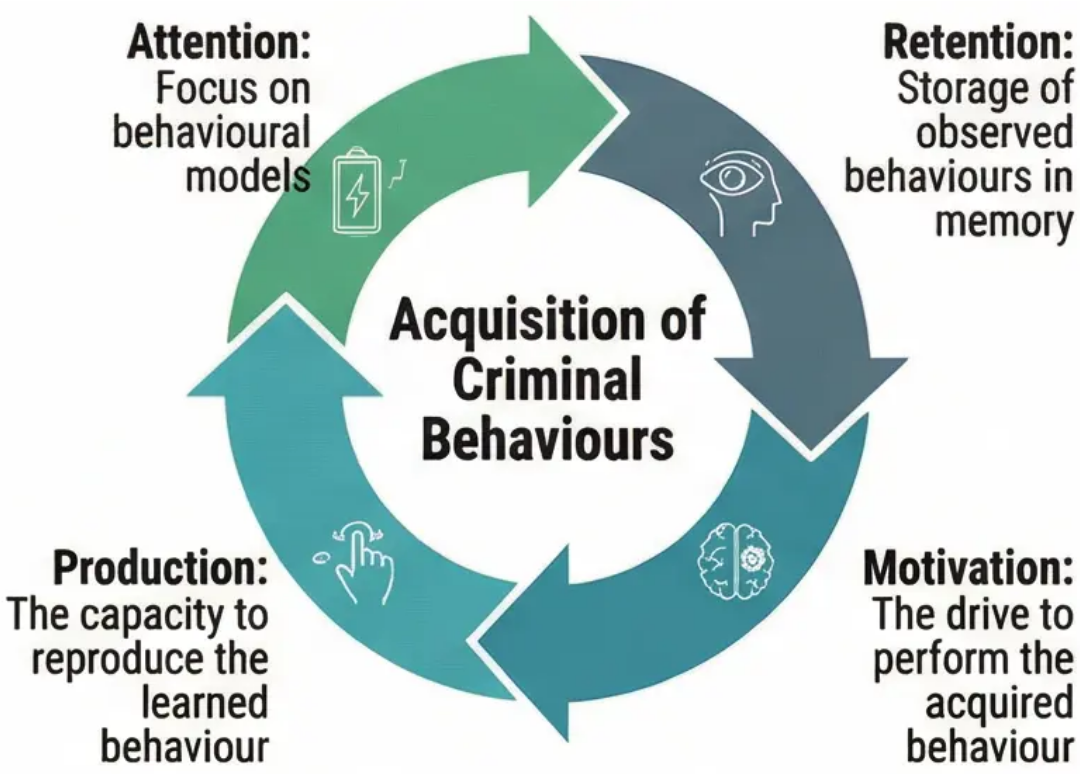 Attention:
Focus on
behavioural
models
Retention:
Storage of
observed
behaviours in
memory
Acquisition of
Criminal
Behaviours
Production:
The capacity to
reproduce the
learned
behaviour
Motivation:
The drive to
perform the
acquired
behaviour